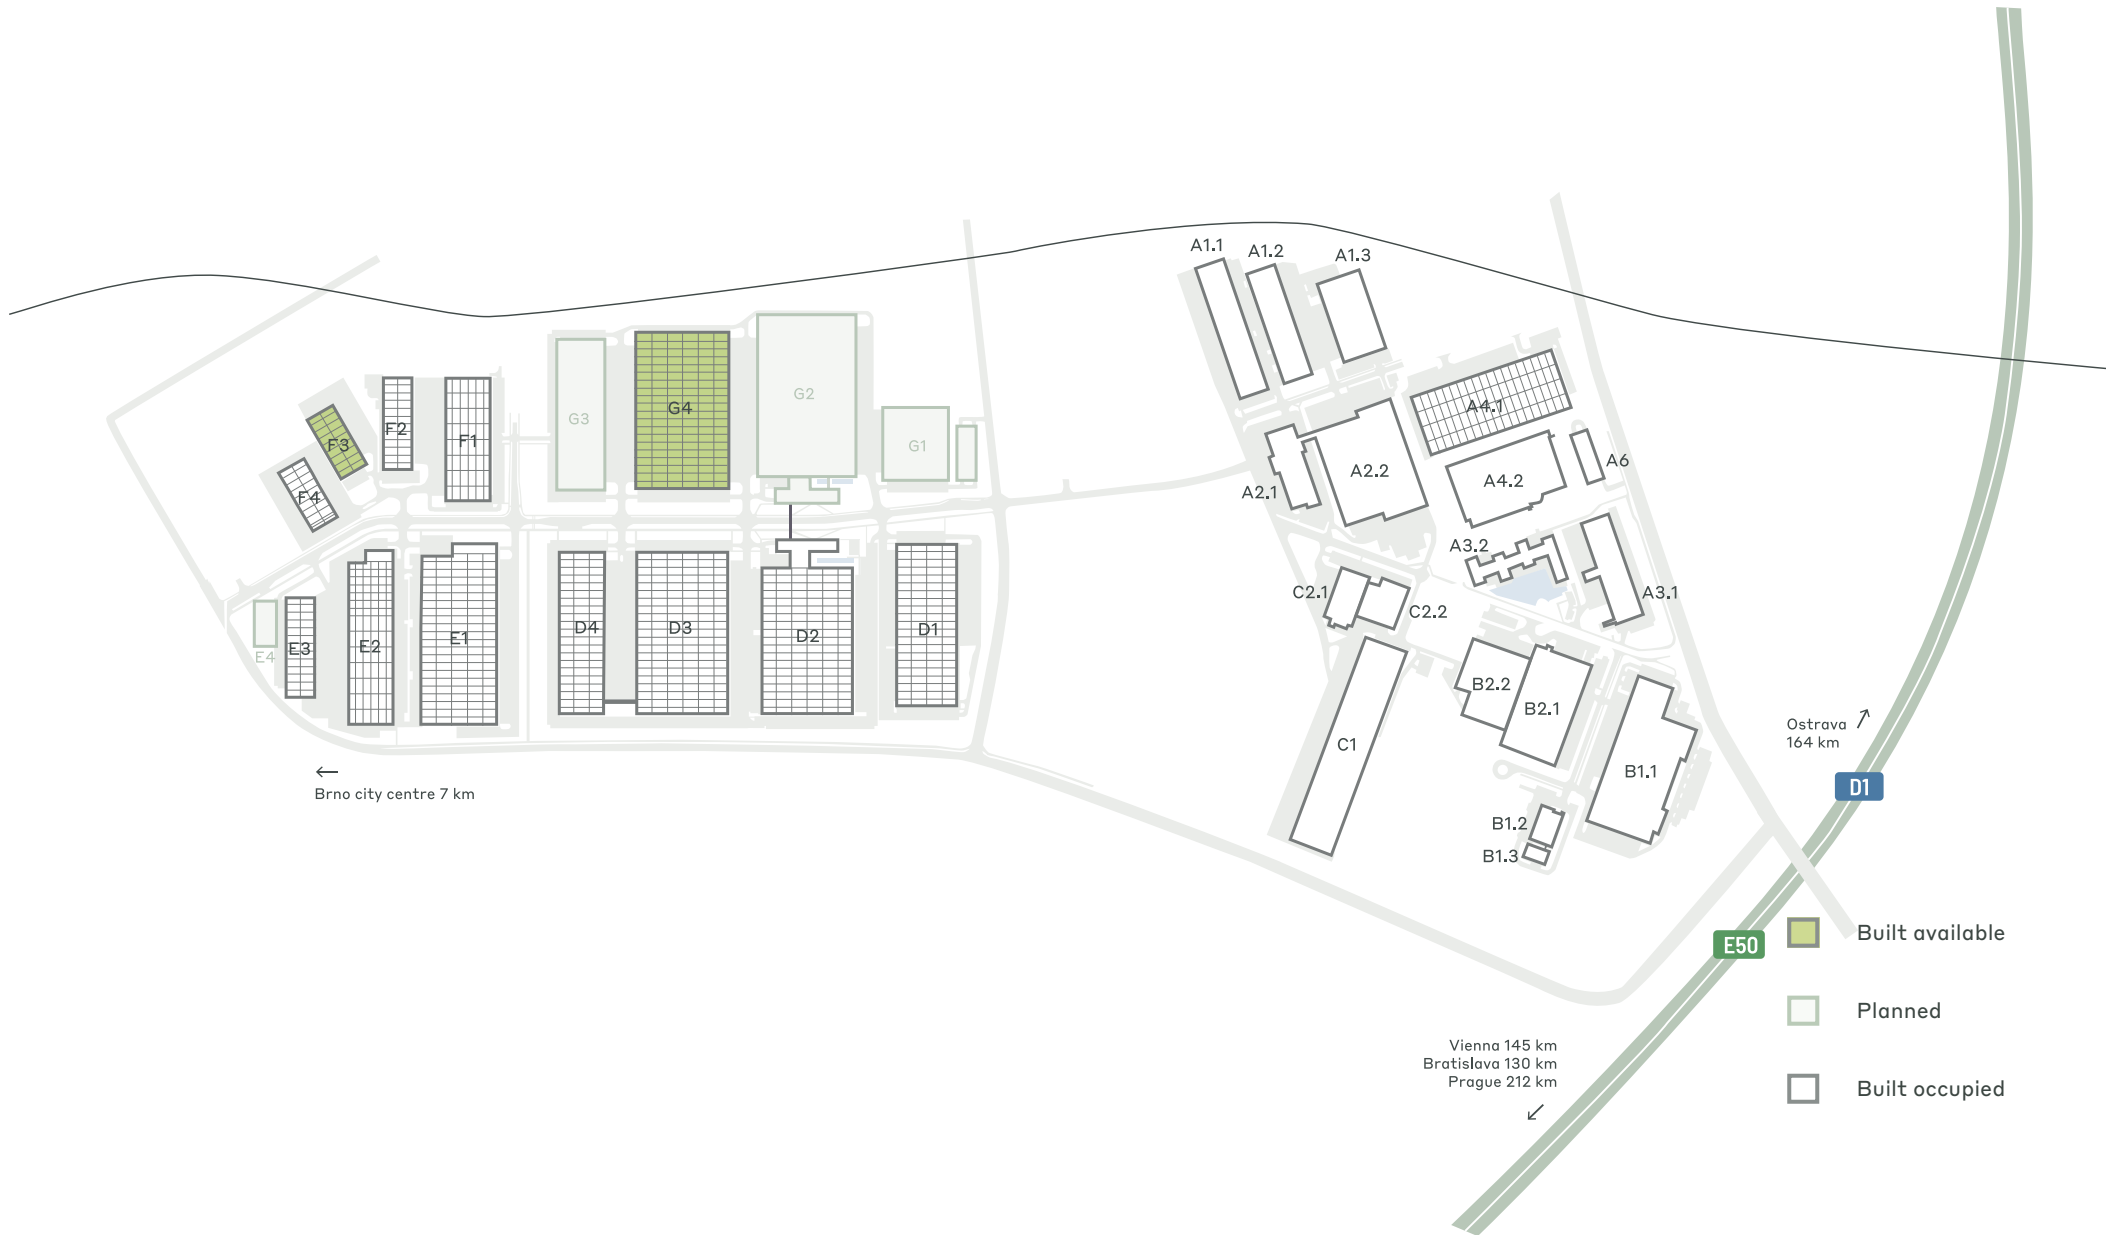 A1.1
A1.2
A1.3
F3
F2
F1
F4
G3
G4
G2
G1
A4.1
A2.2
A2.1
A4.2
A6
A3.2
A3.1
C2.1
C2.2
E4
E3
E2
E1
D4
D3
D2
D1
B2.2
B2.1
C1
B1.1
B1.2
B1.3
Brno city centre 7 km
Ostrava
164 km
D1
E50
Vienna 145 km
Bratislava 130 km
Prague 212 km
Built available
Planned
Built occupied